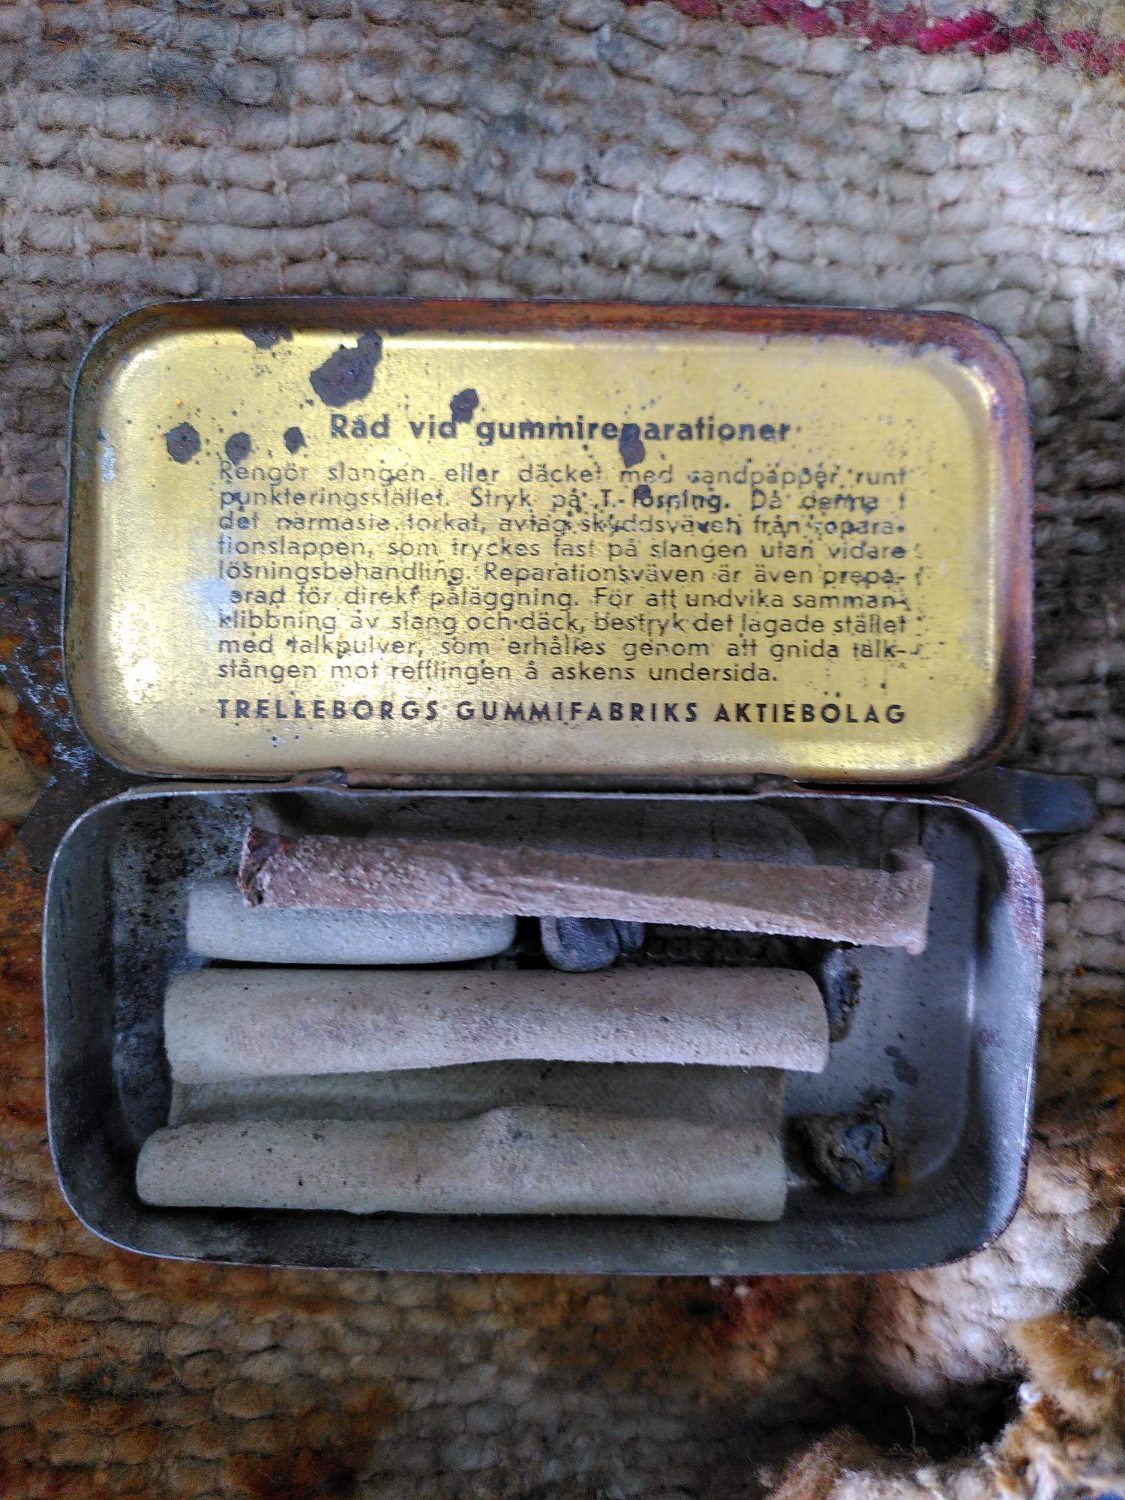 Råd vid gummireparationer
Rengör slangen eller däcket med sandpapper runt
punkteringsstället. Stryk på T.-lösning. Då denna i
det närmaste torkat, avtag skyddsväven från repara-
tionslappen, som tryckes fast på slangen utan vidare
lösningsbehandling. Reparationsväven är även prepa-
arad för direkt påläggning. För att undvika samman-
klibbning av slang och däck, bestryk det lagade stället
med talkpulver, som erhålles genom att gnida talk-
stången mot refflingen å askens undersida.
TRELLEBORGS GUMMIFABRIKS AKTIEBOLAG